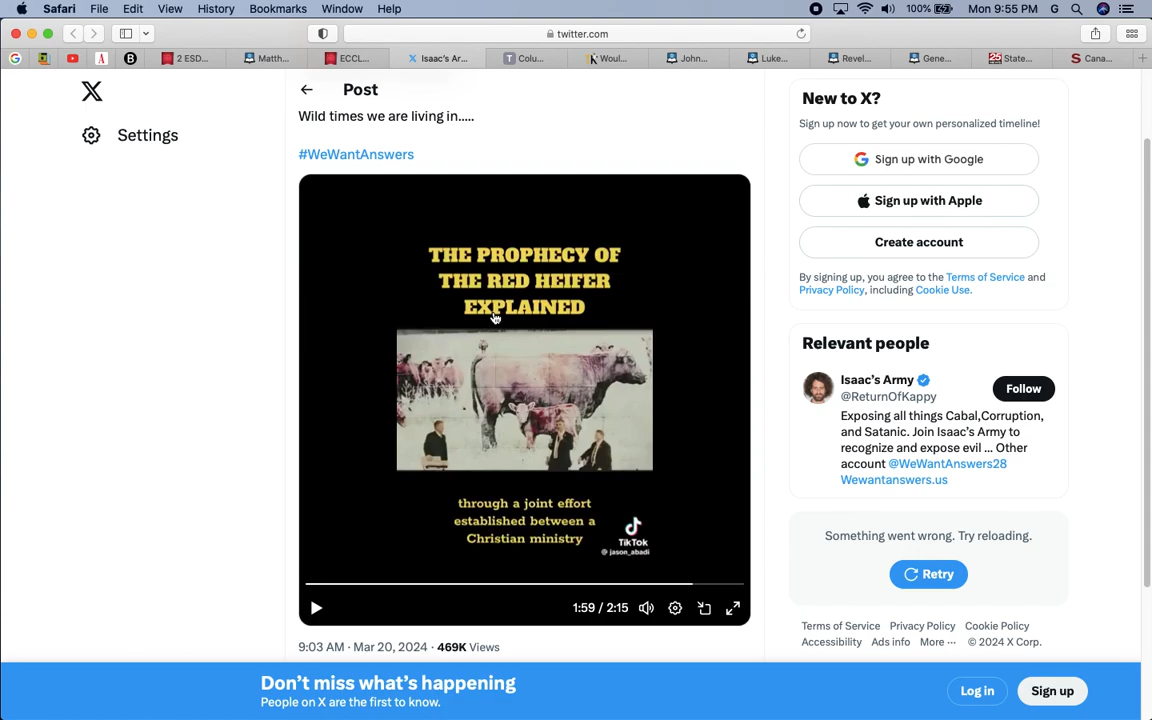 Safari File Edit View History Bookmarks Window Help 100% Mon 9:55 PM G
twitter.com
2 ESD... Matth... ECCL... Isaac's Ar... Colu... Woul... John... Luke... Revel... Gene... State... Cana...
Settings
Post
Wild times we are living in.....
#WeWantAnswers
THE PROPHECY OF
THE RED HEIFER
EXPLAINED
through a joint effort
established between a
Christian ministry
TikTok
@jason_abadi
1:59 / 2:15
9:03 AM · Mar 20, 2024 · 469K Views
New to X?
Sign up now to get your own personalized timeline!
Sign up with Google
Sign up with Apple
Create account
By signing up, you agree to the Terms of Service and
Privacy Policy, including Cookie Use.
Relevant people
Isaac's Army
@ReturnOfKappy
Follow
Exposing all things Cabal,Corruption,
and Satanic. Join Isaac's Army to
recognize and expose evil ... Other
account @WeWantAnswers28
Wewantanswers.us
Something went wrong. Try reloading.
Retry
Terms of Service Privacy Policy Cookie Policy
Accessibility Ads info More ··· © 2024 X Corp.
Don't miss what's happening
People on X are the first to know.
Log in
Sign up